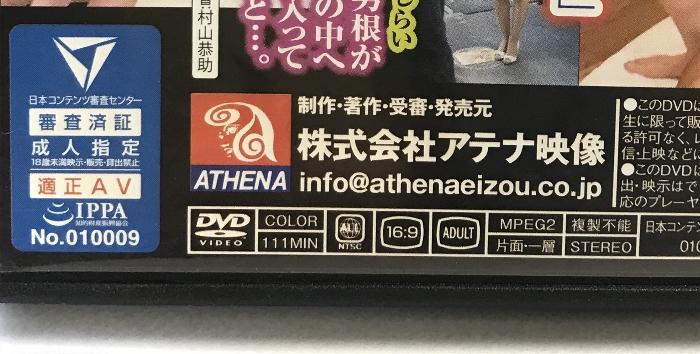 村山恭助
男根が
の中へ
入って
と…。
日本コンテンツ審査センター
審査済証
成人指定
18歳未満映示・販売・貸出禁止
適正AV
IPPA
知的財産振興協会
No.010009
ATHENA
制作・著作・受審・発売元
株式会社アテナ映像
info@athenaeizou.co.jp
DVD
VIDEO
COLOR
111MIN
ALL
NTSC
16:9
ADULT
MPEG2
片面・一層
複製不能
STEREO
日本コンテン
010
●このDVDは
生に限って販
る許可なく、レ
信・上映などに
●このDVDに
出・映示はで
応のプレーヤ